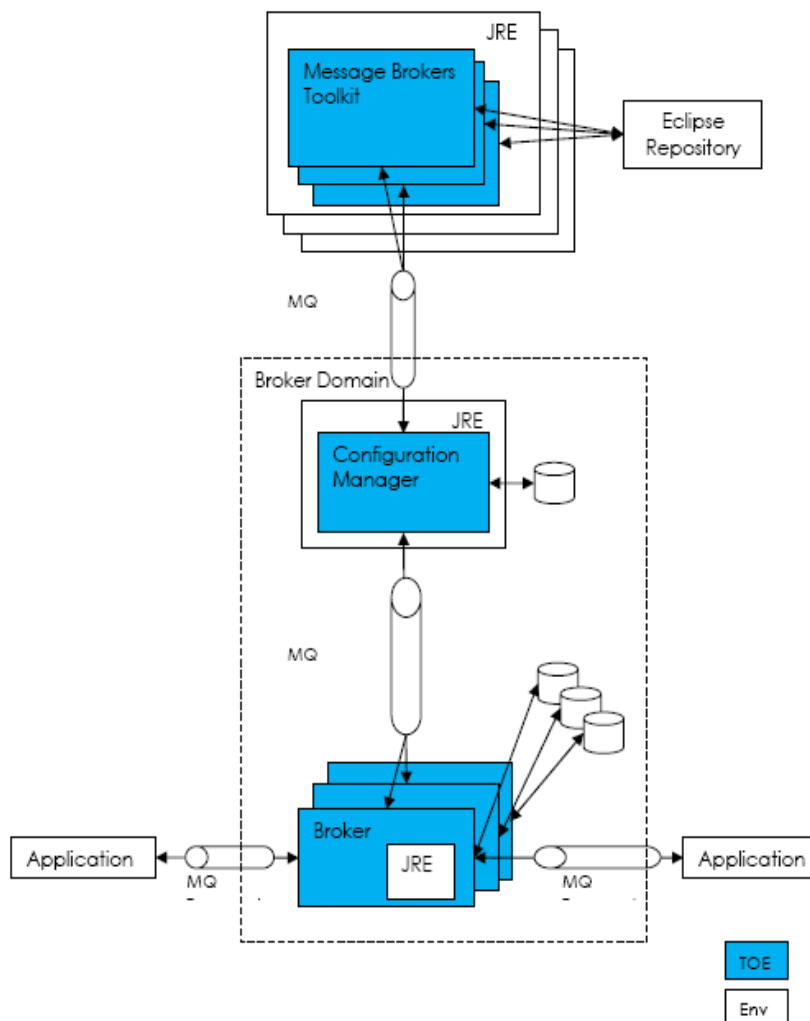 JRE
Message Brokers
Toolkit
Eclipse
Repository
MQ
Broker Domain
JRE
Configuration
Manager
MQ
Broker
JRE
Application
MQ
MQ
Application
TOE
Env